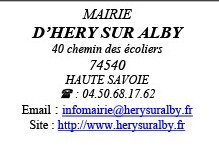 MAIRIE
D'HERY SUR ALBY
40 chemin des écoliers
74540
HAUTE SAVOIE
☎ : 04.50.68.17.62
Email : infomairie@herysuralby.fr
Site : http://www.herysuralby.fr